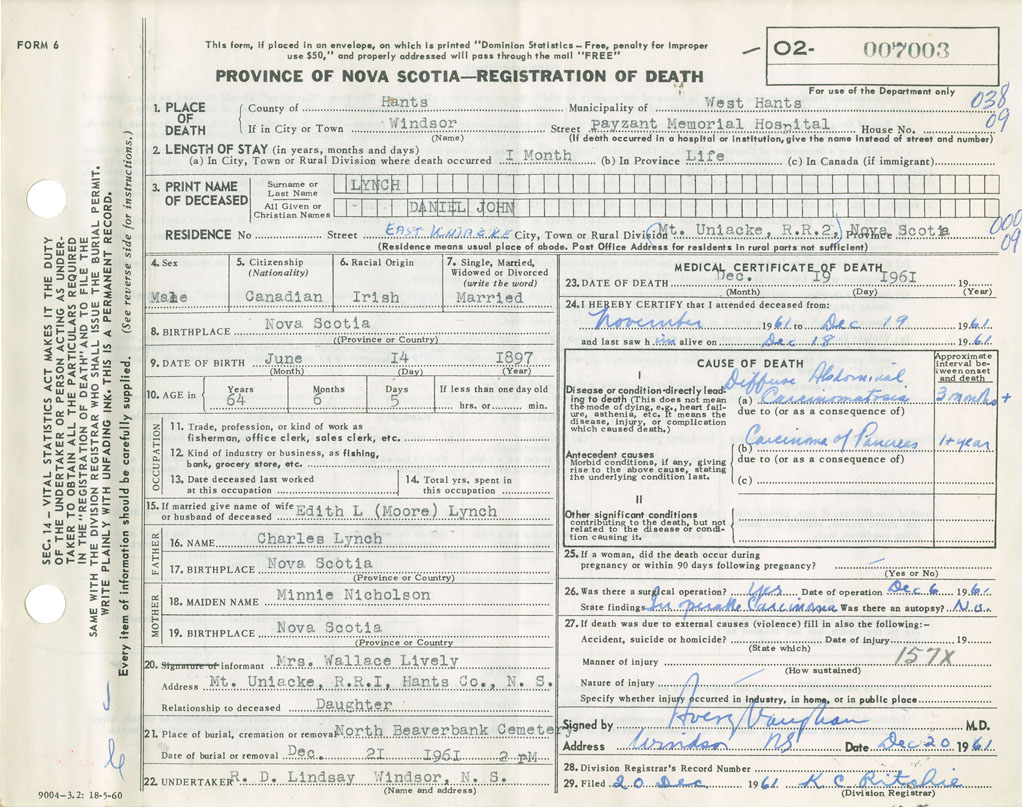 FORM 6
This form, if placed in an envelope, on which is printed "Dominion Statistics – Free, penalty for improper
use $50," and properly addressed will pass through the mail "FREE"
PROVINCE OF NOVA SCOTIA—REGISTRATION OF DEATH
02- 007003
For use of the Department only
038
09
1. PLACE OF DEATH
County of Hants Municipality of West Hants
If in City or Town Windsor Street Payzant Memorial Hospital House No.
(Name) (If death occurred in a hospital or institution, give the name instead of street and number)
2. LENGTH OF STAY (in years, months and days)
(a) In City, Town or Rural Division where death occurred I Month (b) In Province Life (c) In Canada (if immigrant)
3. PRINT NAME OF DECEASED
Surname or Last Name LYNCH
All Given or Christian Names DANIEL JOHN
000
09
RESIDENCE No Street EAST UNIACKE City, Town or Rural Division (Mt. Uniacke, R.R.2,) Province Nova Scotia
(Residence means usual place of abode. Post Office Address for residents in rural parts not sufficient)
4. Sex
Male
5. Citizenship
(Nationality)
Canadian
6. Racial Origin
Irish
7. Single, Married,
Widowed or Divorced
(write the word)
Married
8. BIRTHPLACE Nova Scotia
(Province or Country)
9. DATE OF BIRTH June 14 1897
(Month) (Day) (Year)
10. AGE in
Years Months Days If less than one day old
64 6 5 hrs. or min.
OCCUPATION
11. Trade, profession, or kind of work as
fisherman, office clerk, sales clerk, etc.
12. Kind of industry or business, as fishing,
bank, grocery store, etc.
13. Date deceased last worked
at this occupation
14. Total yrs. spent in
this occupation
15. If married give name of wife
or husband of deceased Edith L (Moore) Lynch
FATHER
16. NAME Charles Lynch
17. BIRTHPLACE Nova Scotia
(Province or Country)
MOTHER
18. MAIDEN NAME Minnie Nicholson
19. BIRTHPLACE Nova Scotia
(Province or Country
20. Signature of informant Mrs. Wallace Lively
Address Mt. Uniacke, R.R.I, Hants Co., N. S.
Relationship to deceased Daughter
21. Place of burial, cremation or removal North Beaverbank Cemetery
Date of burial or removal Dec. 21 1961 2 PM
22. UNDERTAKER R. D. Lindsay Windsor, N. S.
(Name and address)
MEDICAL CERTIFICATE OF DEATH
23. DATE OF DEATH Dec. 19 1961 19
(Month) (Day) (Year)
24. I HEREBY CERTIFY that I attended deceased from:
November 1961 to Dec 19 1961
and last saw him alive on Dec 18 1961
CAUSE OF DEATH
Approximate
interval between onset
and death
I
Disease or condition directly leading to death (This does not mean
the mode of dying, e.g., heart failure, asthenia, etc. It means the
disease, injury, or complication
which caused death.)
Diffuse Abdominal
(a) Carcinomatosis 3 months +
due to (or as a consequence of)
Antecedent causes
Morbid conditions, if any, giving
rise to the above cause, stating
the underlying condition last.
Carcinoma of Pancreas 1+ year
(b)
due to (or as a consequence of)
(c)
II
Other significant conditions
contributing to the death, but not
related to the disease or condition causing it.
25. If a woman, did the death occur during
pregnancy or within 90 days following pregnancy?
(Yes or No)
26. Was there a surgical operation? Yes Date of operation Dec 6 1961
State findings Inoperable Carcinoma Was there an autopsy? No.
27. If death was due to external causes (violence) fill in also the following:–
Accident, suicide or homicide? Date of injury 19
(State which)
157X
Manner of injury
(How sustained)
Nature of injury
Specify whether injury occurred in industry, in home, or in public place
Signed by Avery Vaughan M.D.
Address Windsor NS Date Dec 20 1961
28. Division Registrar's Record Number
29. Filed 20 Dec 1961 K C Ritchie
(Division Registrar)
SEC. 14 – VITAL STATISTICS ACT MAKES IT THE DUTY
OF THE UNDERTAKER OR PERSON ACTING AS UNDERTAKER TO OBTAIN ALL THE PARTICULARS REQUIRED
IN THE "REGISTRATION OF DEATH" AND TO FILE THE
SAME WITH THE DIVISION REGISTRAR WHO SHALL ISSUE THE BURIAL PERMIT.
WRITE PLAINLY WITH UNFADING INK. THIS IS A PERMANENT RECORD.
Every item of information should be carefully supplied. (See reverse side for instructions.)
9004–3.2: 18-5-60